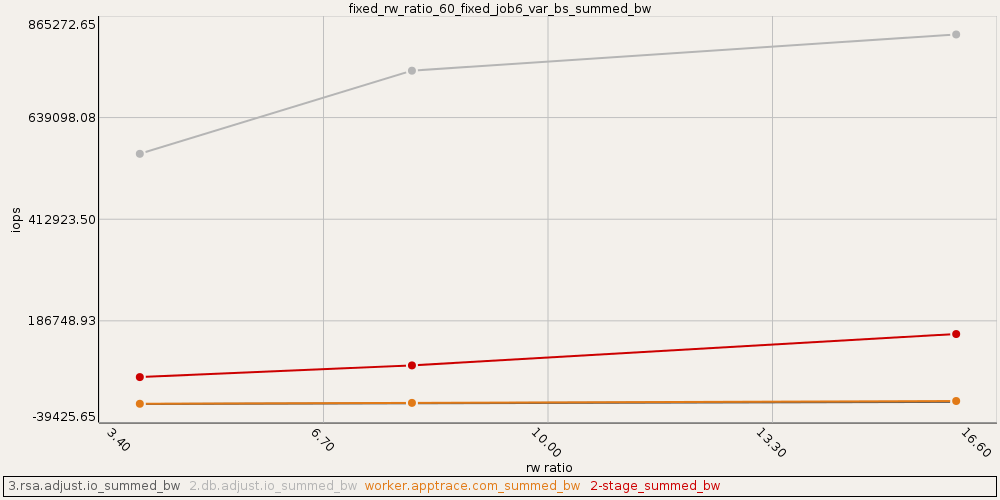 fixed_rw_ratio_60_fixed_job6_var_bs_summed_bw
865272.65
639098.08
412923.50
186748.93
-39425.65
iops
3.40
6.70
10.00
13.30
16.60
rw ratio
3.rsa.adjust.io_summed_bw 2.db.adjust.io_summed_bw worker.apptrace.com_summed_bw 2-stage_summed_bw